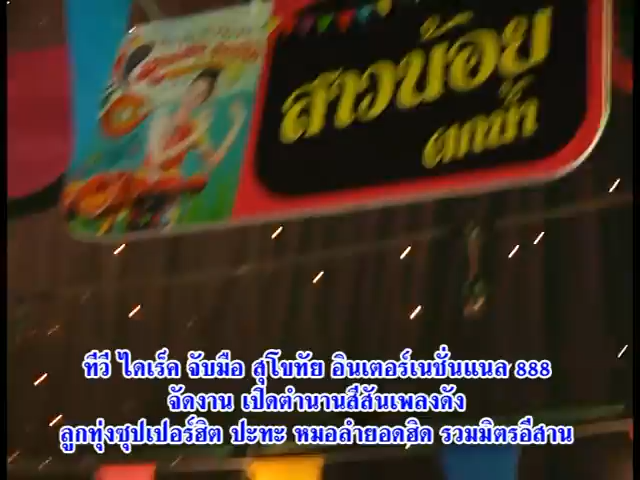 สาวน้อย
ตกน้ำ
ทีวี ไดเร็ค จับมือ สุโขทัย อินเตอร์เนชั่นแนล 888
จัดงาน เปิดตำนานสีสันเพลงดัง
ลูกทุ่งซุปเปอร์ฮิต ปะทะ หมอลำยอดฮิต รวมมิตรอีสาน